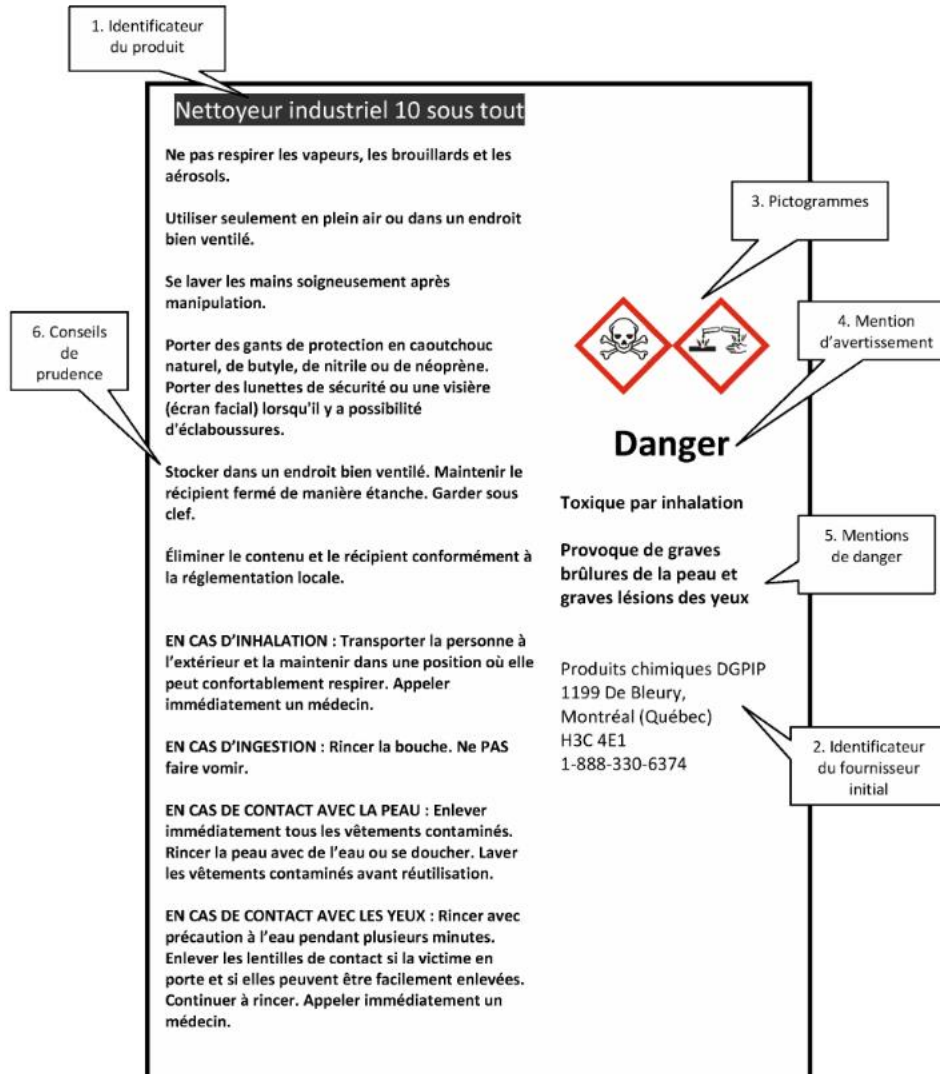 1. Identificateur
du produit
Nettoyeur industriel 10 sous tout
Ne pas respirer les vapeurs, les brouillards et les
aérosols.
Utiliser seulement en plein air ou dans un endroit
bien ventilé.
Se laver les mains soigneusement après
manipulation.
6. Conseils
de
prudence
Porter des gants de protection en caoutchouc
naturel, de butyle, de nitrile ou de néoprène.
Porter des lunettes de sécurité ou une visière
(écran facial) lorsqu'il y a possibilité
d'éclaboussures.
Stocker dans un endroit bien ventilé. Maintenir le
récipient fermé de manière étanche. Garder sous
clef.
Éliminer le contenu et le récipient conformément à
la réglementation locale.
EN CAS D'INHALATION : Transporter la personne à
l'extérieur et la maintenir dans une position où elle
peut confortablement respirer. Appeler
immédiatement un médecin.
EN CAS D'INGESTION : Rincer la bouche. Ne PAS
faire vomir.
EN CAS DE CONTACT AVEC LA PEAU : Enlever
immédiatement tous les vêtements contaminés.
Rincer la peau avec de l'eau ou se doucher. Laver
les vêtements contaminés avant réutilisation.
EN CAS DE CONTACT AVEC LES YEUX : Rincer avec
précaution à l'eau pendant plusieurs minutes.
Enlever les lentilles de contact si la victime en
porte et si elles peuvent être facilement enlevées.
Continuer à rincer. Appeler immédiatement un
médecin.
3. Pictogrammes
4. Mention
d'avertissement
Danger
Toxique par inhalation
Provoque de graves
brûlures de la peau et
graves lésions des yeux
5. Mentions
de danger
Produits chimiques DGPIP
1199 De Bleury,
Montréal (Québec)
H3C 4E1
1-888-330-6374
2. Identificateur
du fournisseur
initial